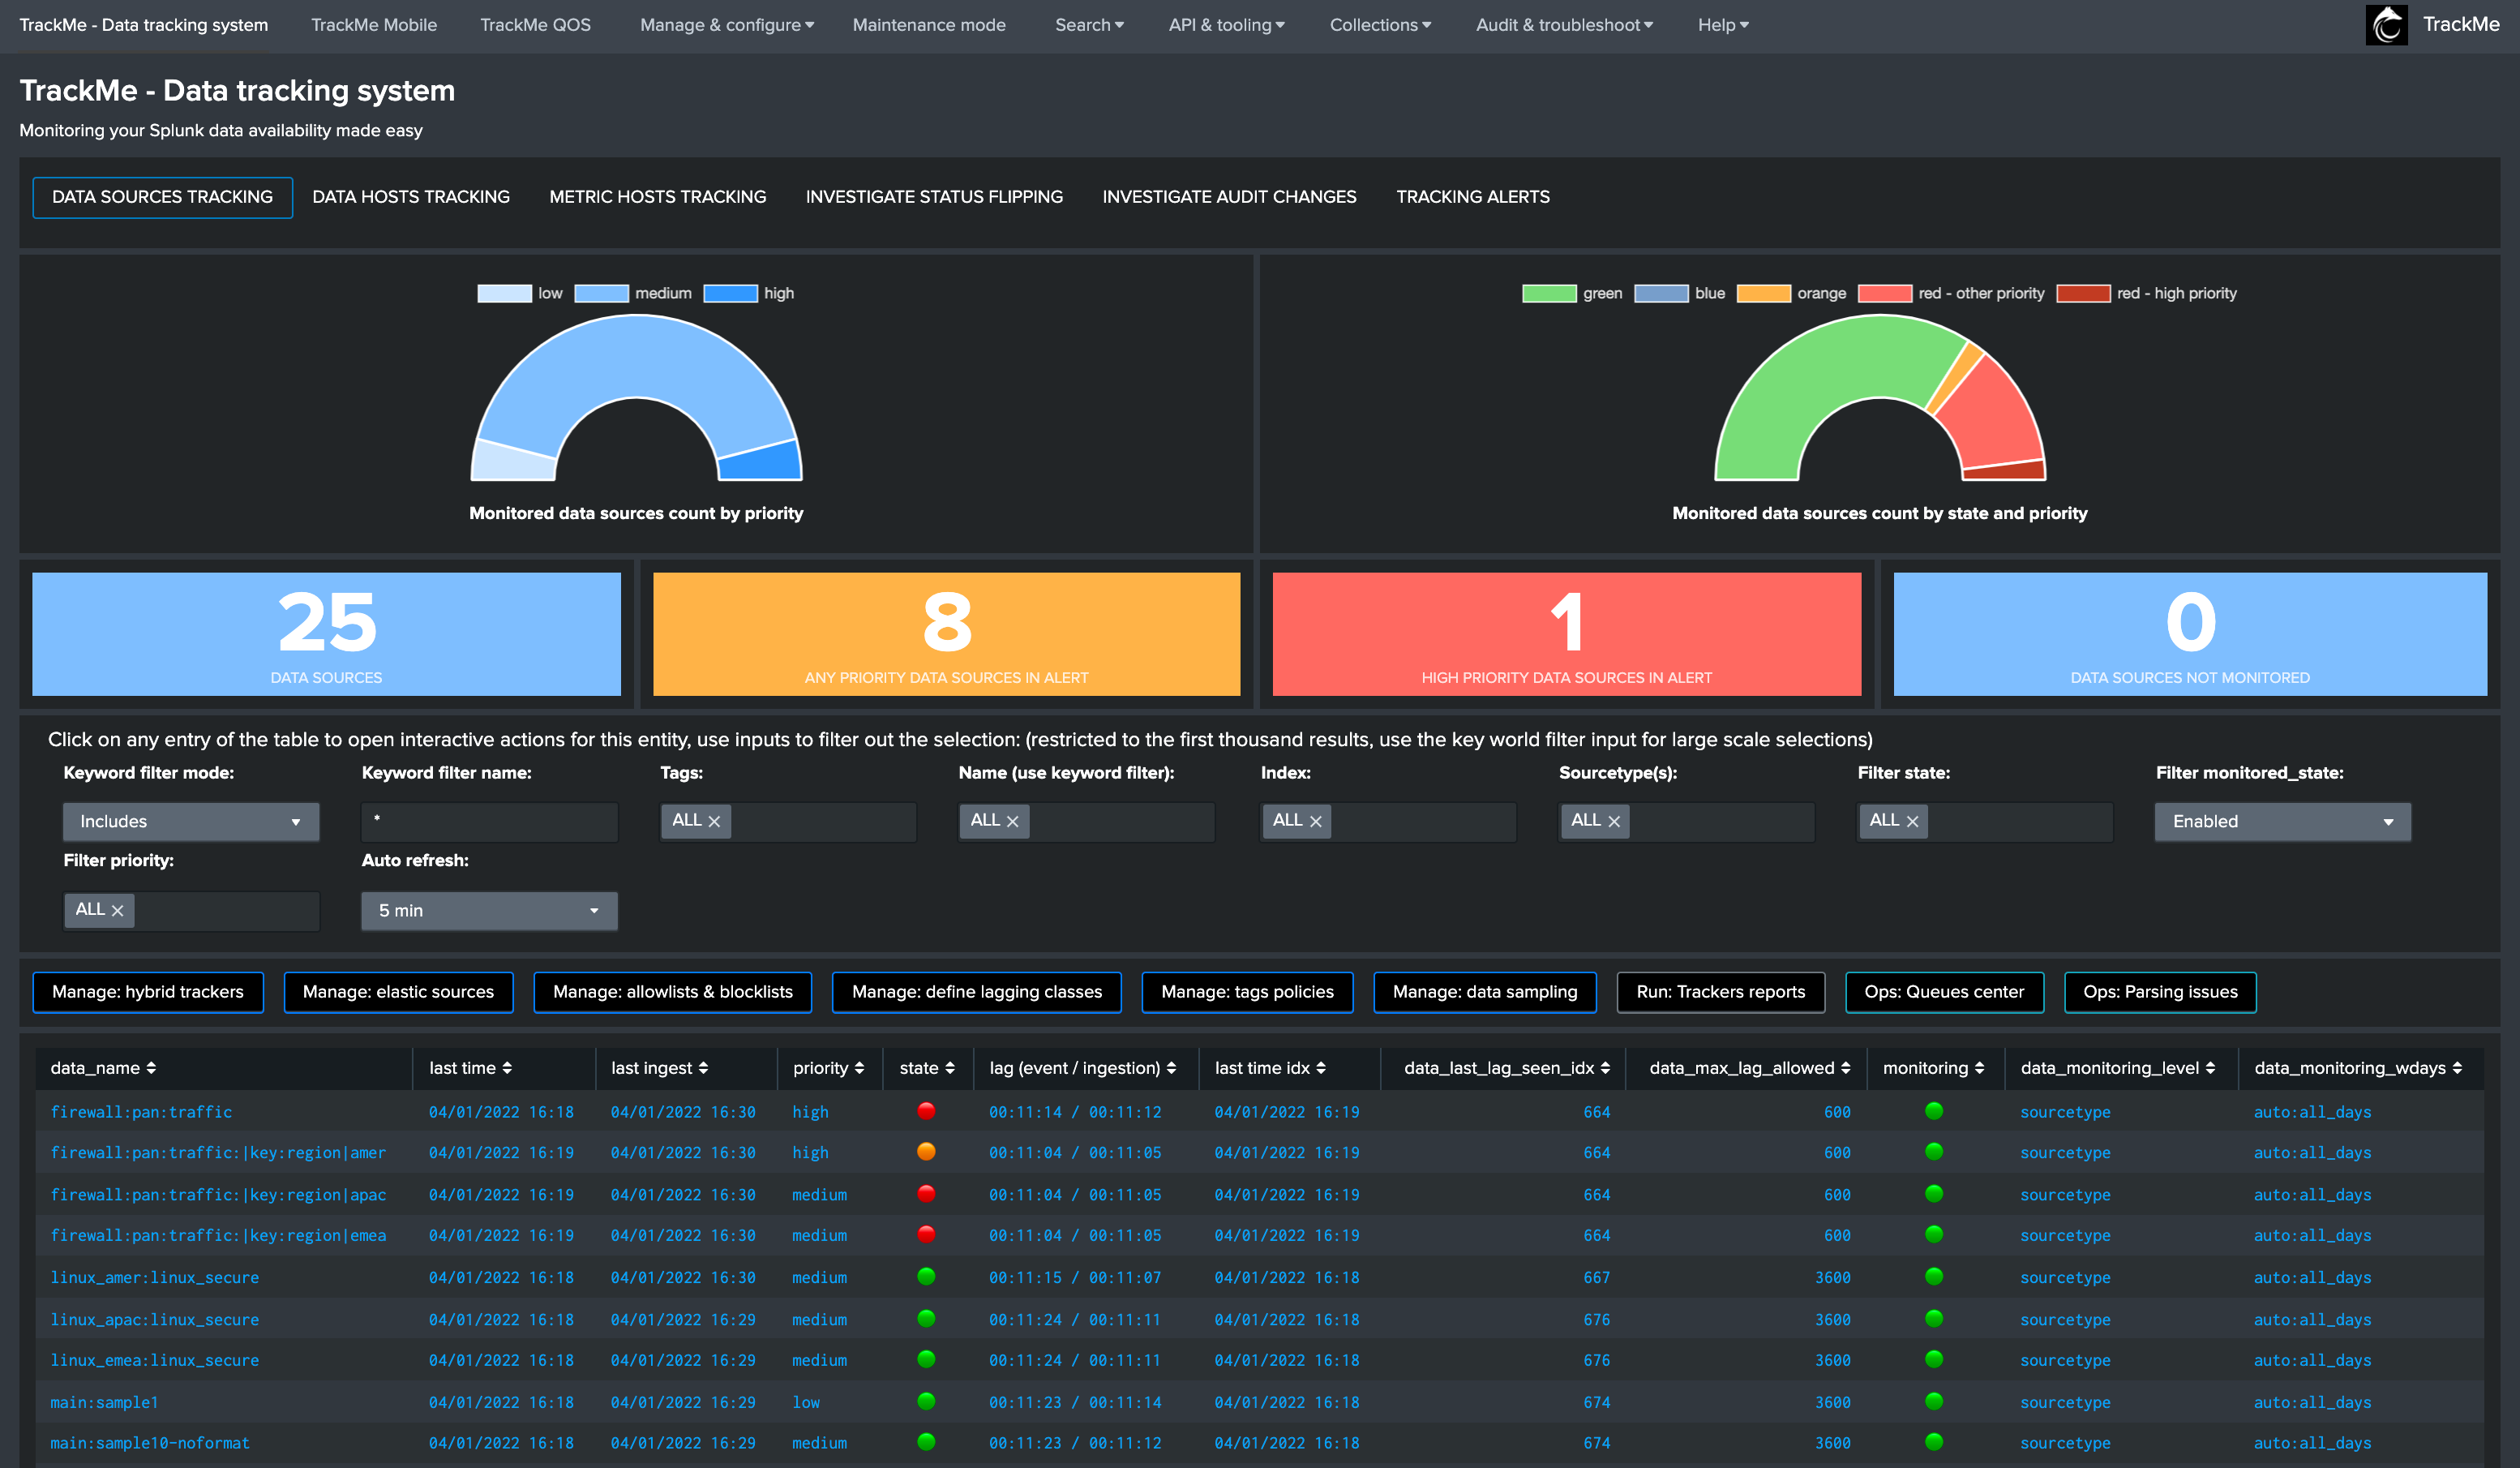 TrackMe - Data tracking system TrackMe Mobile TrackMe QOS Manage & configure Maintenance mode Search API & tooling Collections Audit & troubleshoot Help TrackMe
TrackMe - Data tracking system
Monitoring your Splunk data availability made easy
DATA SOURCES TRACKING DATA HOSTS TRACKING METRIC HOSTS TRACKING INVESTIGATE STATUS FLIPPING INVESTIGATE AUDIT CHANGES TRACKING ALERTS
low medium high
Monitored data sources count by priority
green blue orange red - other priority red - high priority
Monitored data sources count by state and priority
25
DATA SOURCES
8
ANY PRIORITY DATA SOURCES IN ALERT
1
HIGH PRIORITY DATA SOURCES IN ALERT
0
DATA SOURCES NOT MONITORED
Click on any entry of the table to open interactive actions for this entity, use inputs to filter out the selection: (restricted to the first thousand results, use the key world filter input for large scale selections)
Keyword filter mode: Keyword filter name: Tags: Name (use keyword filter): Index: Sourcetype(s): Filter state: Filter monitored_state:
Includes * ALL ALL ALL ALL ALL Enabled
Filter priority: Auto refresh:
ALL 5 min
Manage: hybrid trackers Manage: elastic sources Manage: allowlists & blocklists Manage: define lagging classes Manage: tags policies Manage: data sampling Run: Trackers reports Ops: Queues center Ops: Parsing issues
data_name last time last ingest priority state lag (event / ingestion) last time idx data_last_lag_seen_idx data_max_lag_allowed monitoring data_monitoring_level data_monitoring_wdays
firewall:pan:traffic 04/01/2022 16:18 04/01/2022 16:30 high 00:11:14 / 00:11:12 04/01/2022 16:19 664 600 sourcetype auto:all_days
firewall:pan:traffic:|key:region|amer 04/01/2022 16:19 04/01/2022 16:30 high 00:11:04 / 00:11:05 04/01/2022 16:19 664 600 sourcetype auto:all_days
firewall:pan:traffic:|key:region|apac 04/01/2022 16:19 04/01/2022 16:30 medium 00:11:04 / 00:11:05 04/01/2022 16:19 664 600 sourcetype auto:all_days
firewall:pan:traffic:|key:region|emea 04/01/2022 16:19 04/01/2022 16:30 medium 00:11:04 / 00:11:05 04/01/2022 16:19 664 600 sourcetype auto:all_days
linux_amer:linux_secure 04/01/2022 16:18 04/01/2022 16:30 medium 00:11:15 / 00:11:07 04/01/2022 16:18 667 3600 sourcetype auto:all_days
linux_apac:linux_secure 04/01/2022 16:18 04/01/2022 16:29 medium 00:11:24 / 00:11:11 04/01/2022 16:18 676 3600 sourcetype auto:all_days
linux_emea:linux_secure 04/01/2022 16:18 04/01/2022 16:29 medium 00:11:24 / 00:11:11 04/01/2022 16:18 676 3600 sourcetype auto:all_days
main:sample1 04/01/2022 16:18 04/01/2022 16:29 low 00:11:23 / 00:11:14 04/01/2022 16:18 674 3600 sourcetype auto:all_days
main:sample10-noformat 04/01/2022 16:18 04/01/2022 16:29 medium 00:11:23 / 00:11:12 04/01/2022 16:18 674 3600 sourcetype auto:all_days